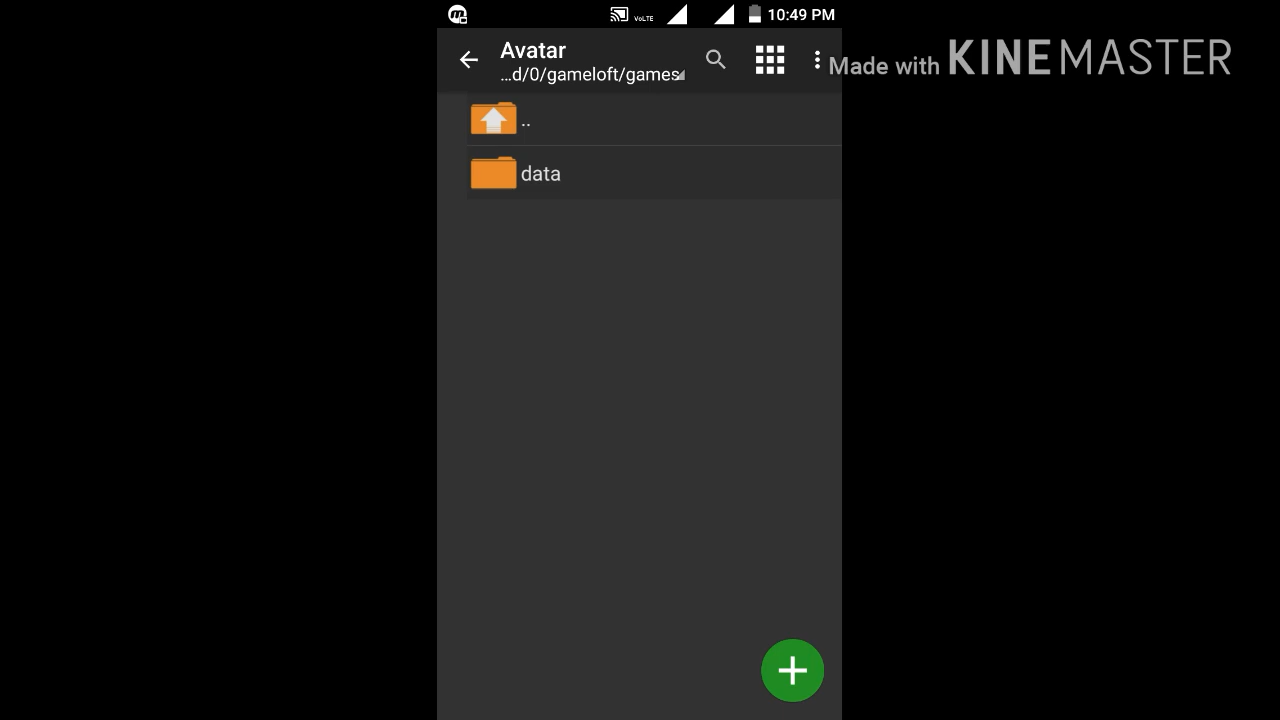 VoLTE 10:49 PM
Avatar
...d/0/gameloft/games
Made with KINEMASTER
..
data